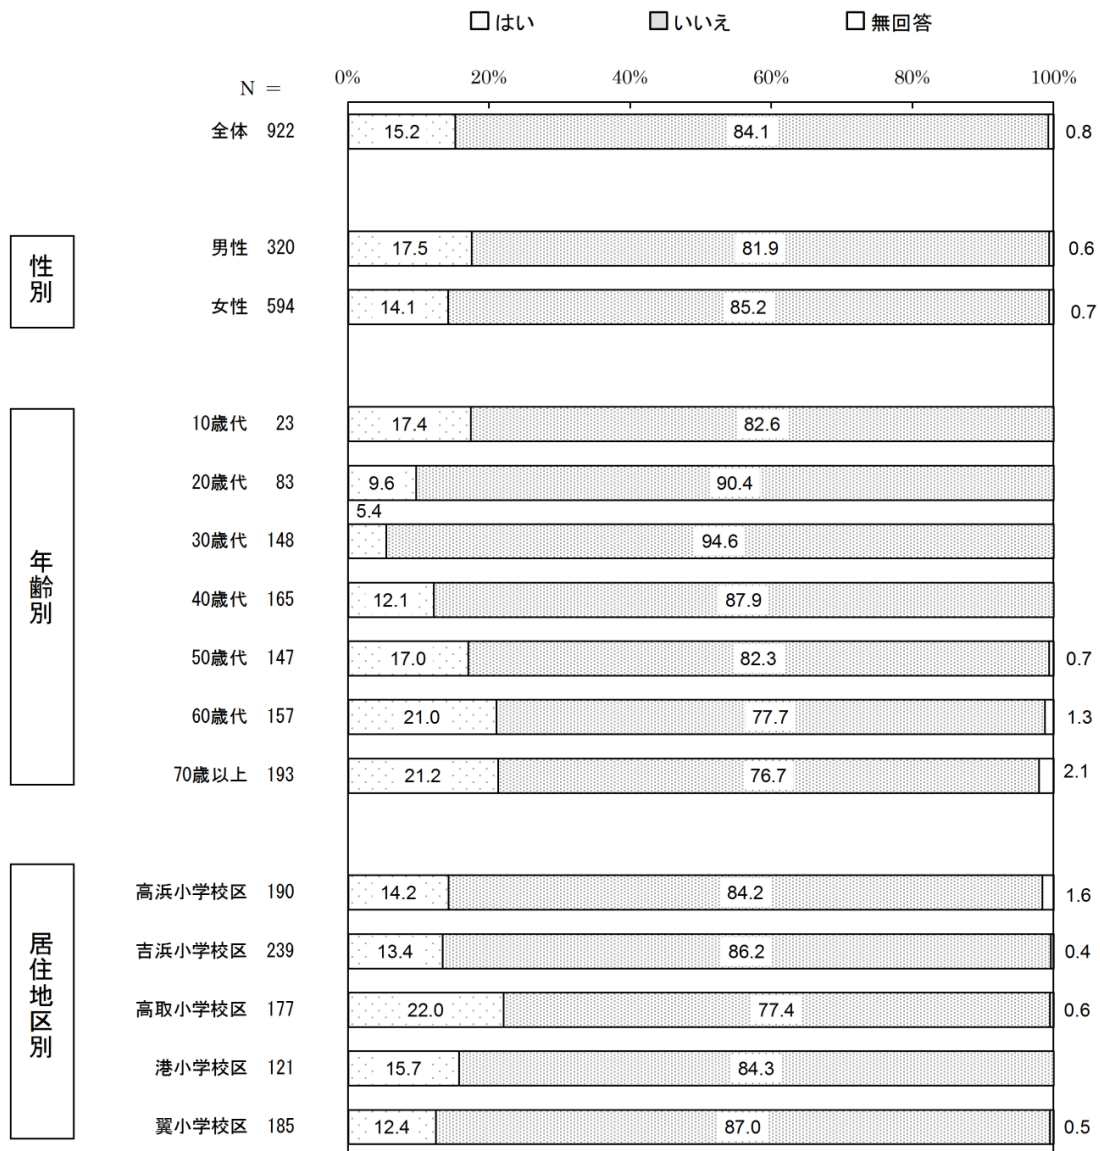 はい いいえ 無回答
N = 0% 20% 40% 60% 80% 100%
全体 922 15.2 84.1 0.8
性別
男性 320 17.5 81.9 0.6
女性 594 14.1 85.2 0.7
年齢別
10歳代 23 17.4 82.6
20歳代 83 9.6 90.4
30歳代 148 5.4 94.6
40歳代 165 12.1 87.9
50歳代 147 17.0 82.3 0.7
60歳代 157 21.0 77.7 1.3
70歳以上 193 21.2 76.7 2.1
居住地区別
高浜小学校区 190 14.2 84.2 1.6
吉浜小学校区 239 13.4 86.2 0.4
高取小学校区 177 22.0 77.4 0.6
港小学校区 121 15.7 84.3
翼小学校区 185 12.4 87.0 0.5